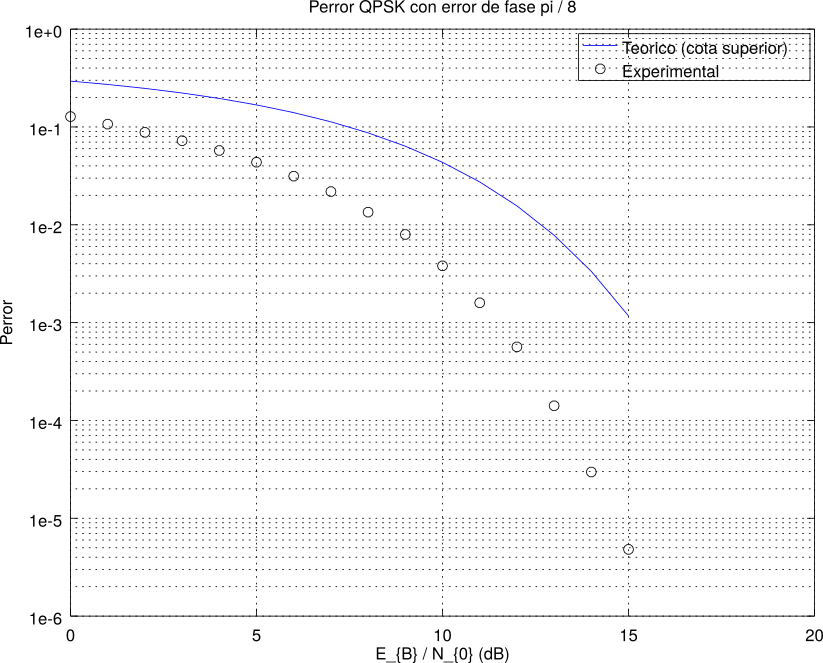 Perror QPSK con error de fase pi / 8
1e+0
Teorico (cota superior)
Experimental
1e-1
1e-2
1e-3
1e-4
1e-5
1e-6
Perror
0 5 10 15 20
E_{B} / N_{0} (dB)